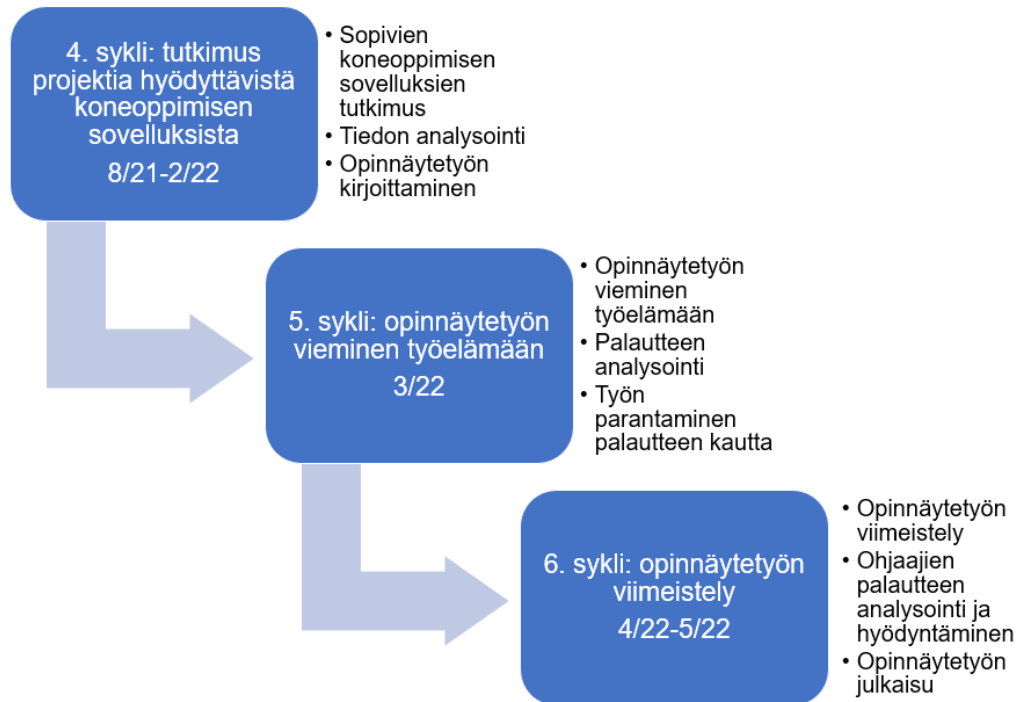 4. sykli: tutkimus
projektia hyödyttävistä
koneoppimisen
sovelluksista
8/21-2/22
• Sopivien
koneoppimisen
sovelluksien
tutkimus
• Tiedon analysointi
• Opinnäytetyön
kirjoittaminen
5. sykli: opinnäytetyön
vieminen työelämään
3/22
• Opinnäytetyön
vieminen
työelämään
• Palautteen
analysointi
• Työn
parantaminen
palautteen kautta
6. sykli: opinnäytetyön
viimeistely
4/22-5/22
• Opinnäytetyön
viimeistely
• Ohjaajien
palautteen
analysointi ja
hyödyntäminen
• Opinnäytetyön
julkaisu